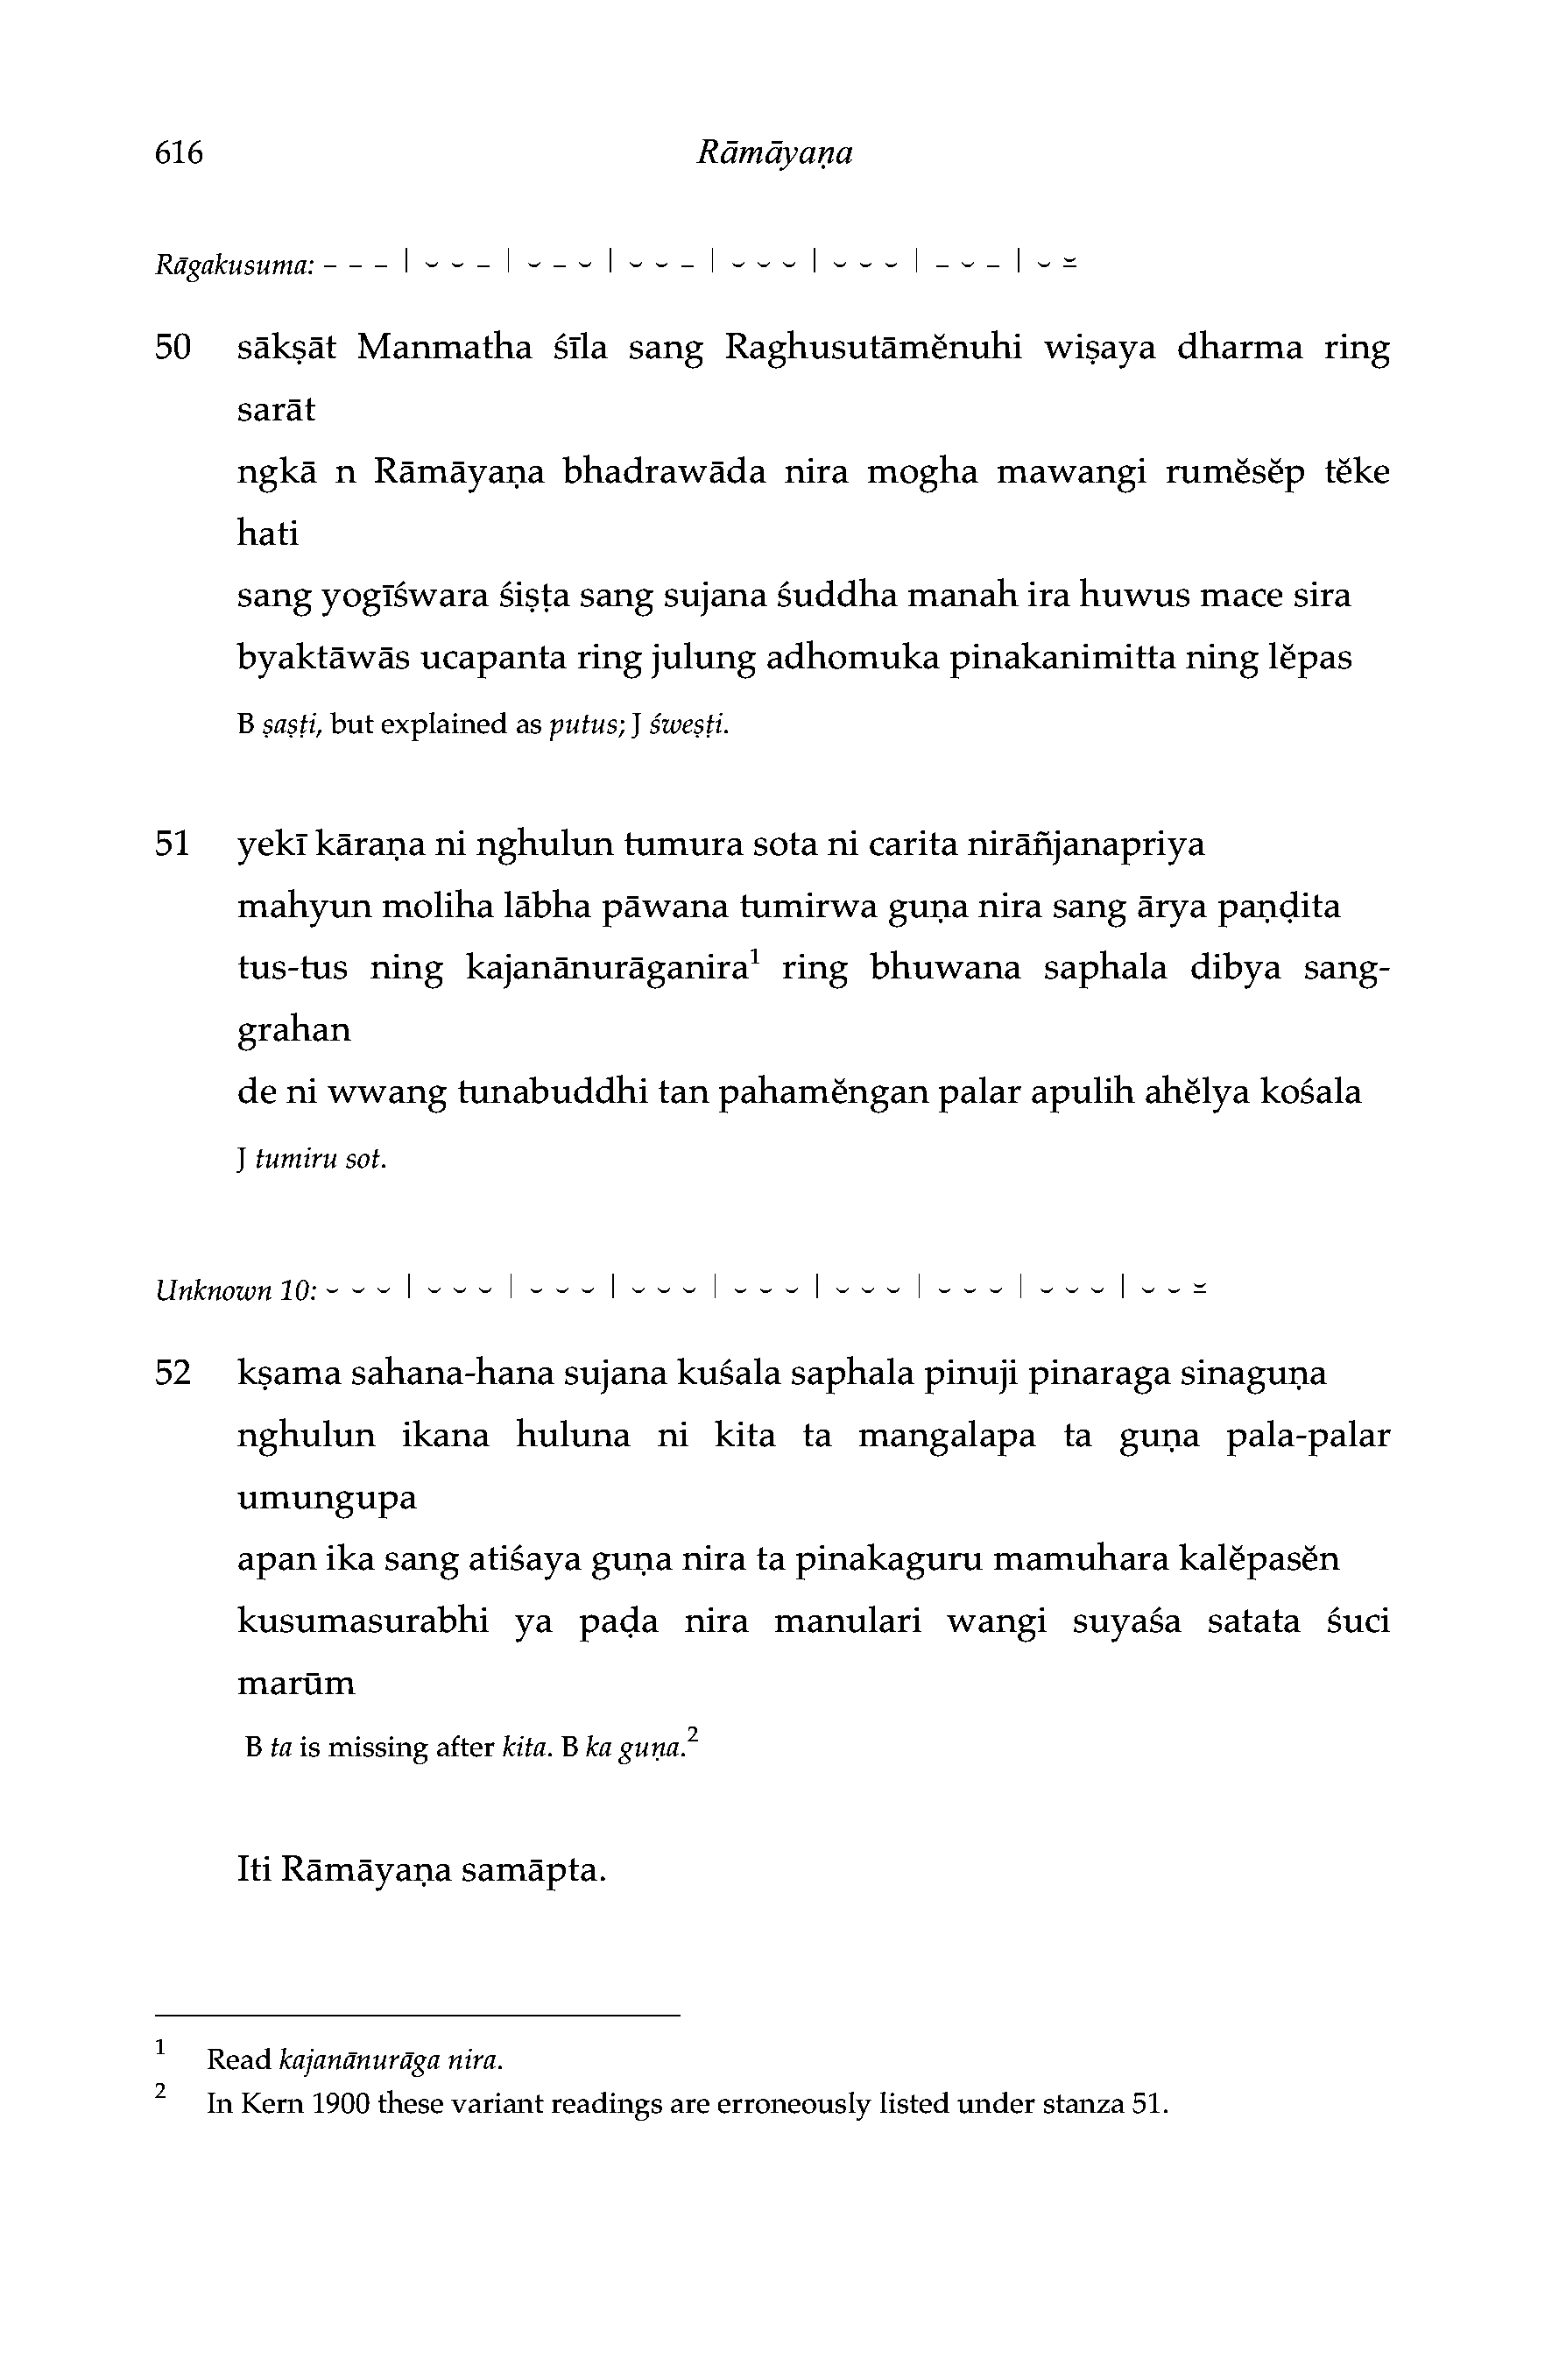 616 Rāmāyaṇa
Rāgakusuma: – – – | ⏑ ⏑ – | ⏑ – ⏑ | ⏑ ⏑ – | ⏑ ⏑ ⏑ | ⏑ ⏑ ⏑ | – ⏑ – | ⏑ ⏓
50 sākṣāt Manmatha śīla sang Raghusutāmĕnuhi wiṣaya dharma ring
sarāt
ngkā n Rāmāyaṇa bhadrawāda nira mogha mawangi rumĕsĕp tĕke
hati
sang yogīśwara śiṣṭa sang sujana śuddha manah ira huwus mace sira
byaktāwās ucapanta ring julung adhomuka pinakanimitta ning lĕpas
B ṣaṣṭi, but explained as putus; J śweṣṭi.
51 yekī kāraṇa ni nghulun tumura sota ni carita nirāñjanapriya
mahyun moliha lābha pāwana tumirwa guṇa nira sang ārya paṇḍita
tus-tus ning kajanānurāganira¹ ring bhuwana saphala dibya sang-
grahan
de ni wwang tunabuddhi tan pahamĕngan palar apulih ahĕlya kośala
J tumiru sot.
Unknown 10: ⏑ ⏑ ⏑ | ⏑ ⏑ ⏑ | ⏑ ⏑ ⏑ | ⏑ ⏑ ⏑ | ⏑ ⏑ ⏑ | ⏑ ⏑ ⏑ | ⏑ ⏑ ⏑ | ⏑ ⏑ ⏑ | ⏑ ⏑ ⏓
52 kṣama sahana-hana sujana kuśala saphala pinuji pinaraga sinaguṇa
nghulun ikana huluna ni kita ta mangalapa ta guṇa pala-palar
umungupa
apan ika sang atiśaya guṇa nira ta pinakaguru mamuhara kalĕpasĕn
kusumasurabhi ya paḍa nira manulari wangi suyaśa satata śuci
marūm
B ta is missing after kita. B ka guṇa.²
Iti Rāmāyaṇa samāpta.
¹ Read kajanānurāga nira.
² In Kern 1900 these variant readings are erroneously listed under stanza 51.